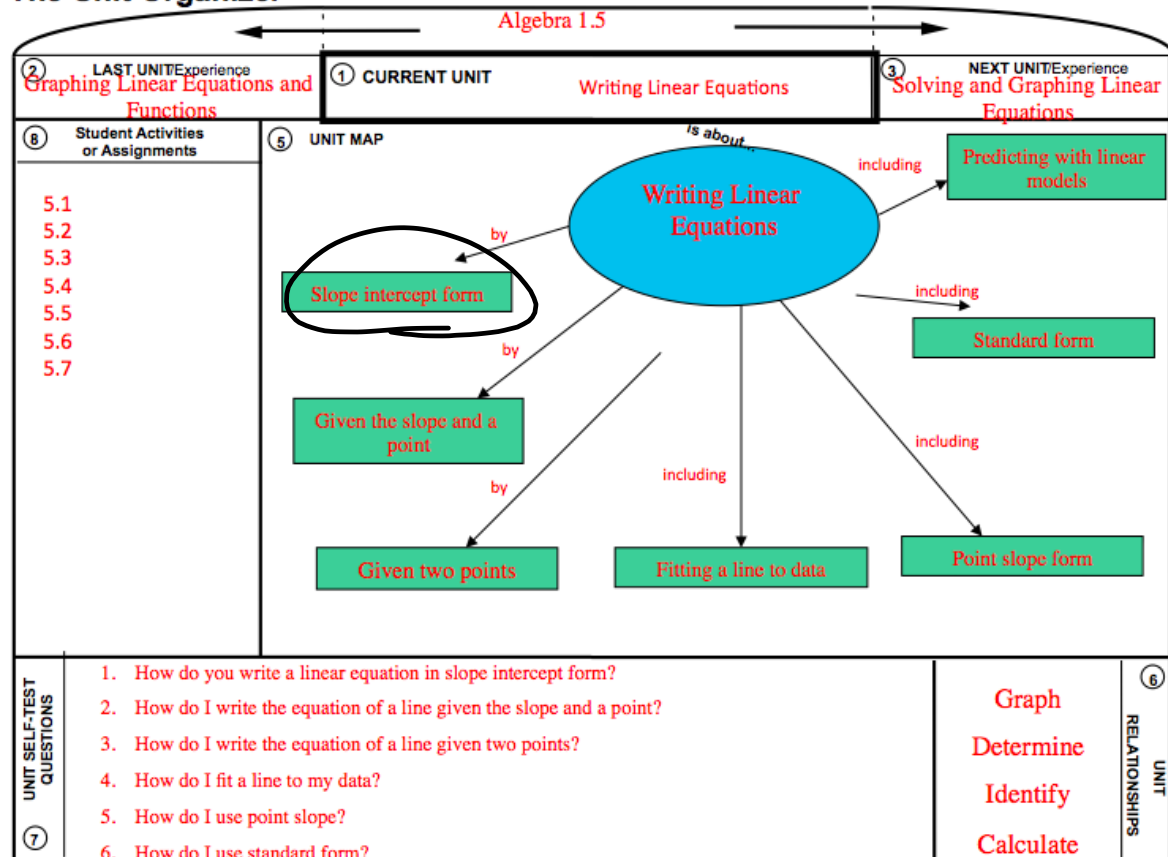 The Unit Organizer
Algebra 1.5
② LAST UNIT/Experience
Graphing Linear Equations and
Functions
① CURRENT UNIT
Writing Linear Equations
③ NEXT UNIT/Experience
Solving and Graphing Linear
Equations
⑧ Student Activities
or Assignments
5.1
5.2
5.3
5.4
5.5
5.6
5.7
⑤ UNIT MAP
is about...
Writing Linear
Equations
including
Predicting with linear
models
by
Slope intercept form
including
Standard form
by
Given the slope and a
point
including
Point slope form
by
Given two points
including
Fitting a line to data
UNIT SELF-TEST
QUESTIONS
⑦
1. How do you write a linear equation in slope intercept form?
2. How do I write the equation of a line given the slope and a point?
3. How do I write the equation of a line given two points?
4. How do I fit a line to my data?
5. How do I use point slope?
6. How do I use standard form?
Graph
Determine
Identify
Calculate
⑥
UNIT
RELATIONSHIPS